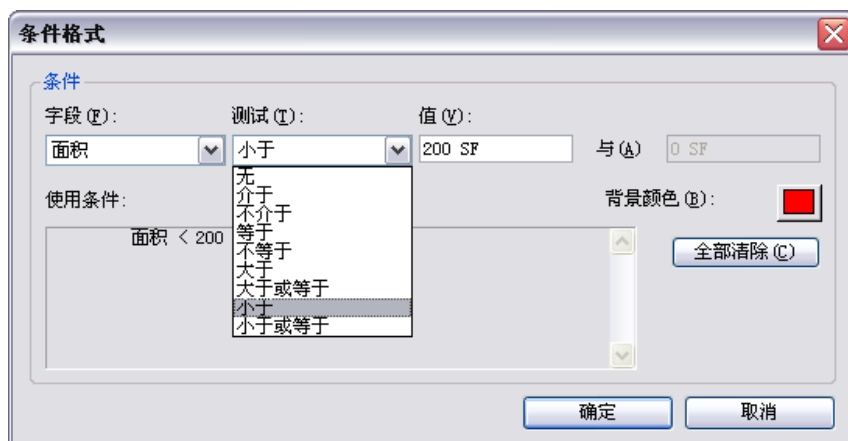 条件格式
条件
字段(F): 测试(T): 值(V):
面积 小于 200 SF 与(A) 0 SF
使用条件: 背景颜色(B):
面积 < 200
全部清除(C)
无
介于
不介于
等于
不等于
大于
大于或等于
小于
小于或等于
确定 取消